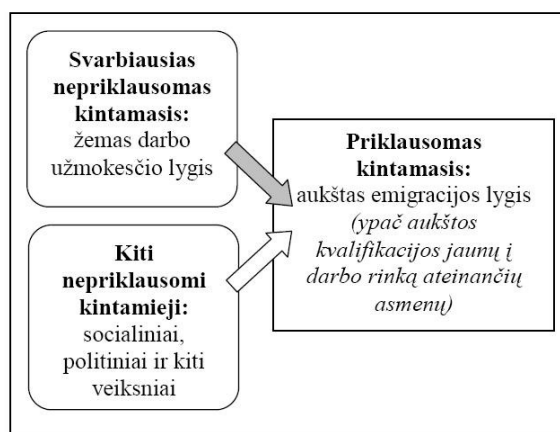 Svarbiausias
nepriklausomas
kintamasis:
žemas darbo
užmokesčio lygis
Priklausomas
kintamasis:
aukštas emigracijos lygis
(ypač aukštos
kvalifikacijos jaunų į
darbo rinką ateinančių
asmenų)
Kiti
nepriklausomi
kintamieji:
socialiniai,
politiniai ir kiti
veiksniai